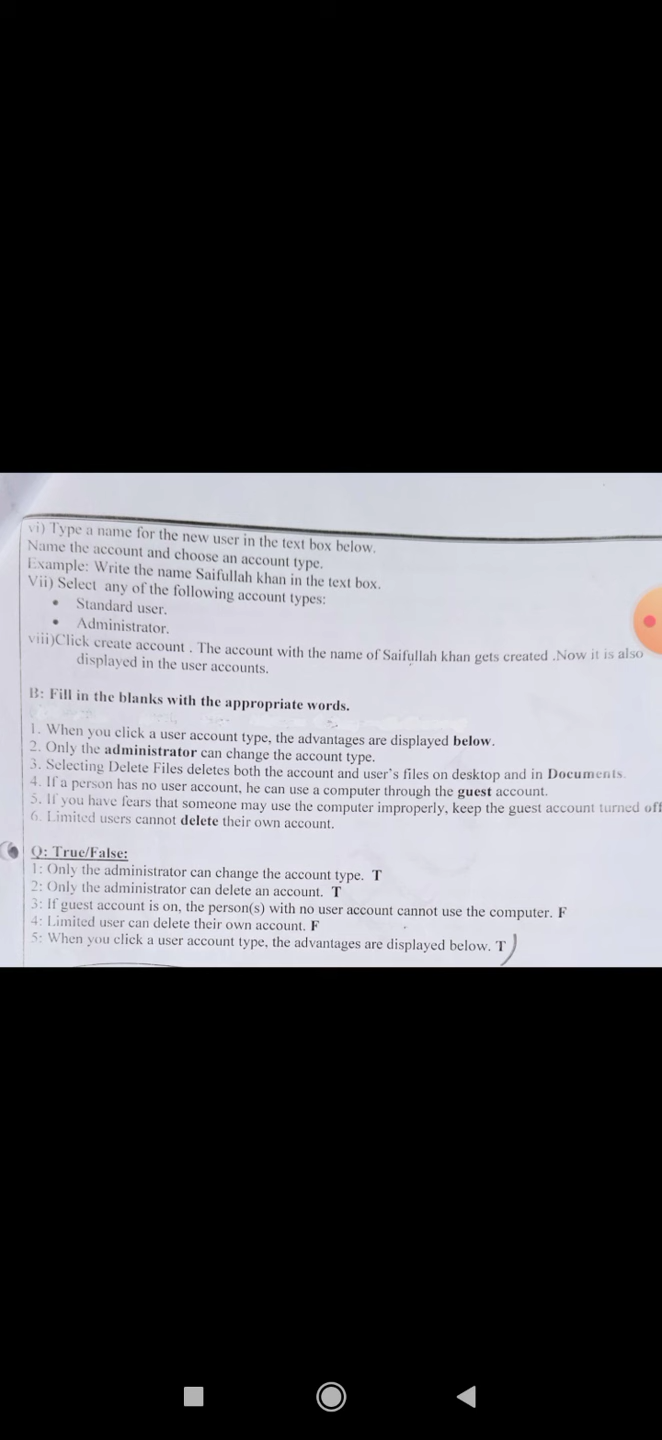 vi) Type a name for the new user in the text box below.
Name the account and choose an account type.
Example: Write the name Saifullah khan in the text box.
Vii) Select any of the following account types:
• Standard user.
• Administrator.
viii)Click create account . The account with the name of Saifullah khan gets created .Now it is also
displayed in the user accounts.
B: Fill in the blanks with the appropriate words.
1. When you click a user account type, the advantages are displayed below.
2. Only the administrator can change the account type.
3. Selecting Delete Files deletes both the account and user's files on desktop and in Documents.
4. If a person has no user account, he can use a computer through the guest account.
5. If you have fears that someone may use the computer improperly, keep the guest account turned off
6. Limited users cannot delete their own account.
Q: True/False:
1: Only the administrator can change the account type. T
2: Only the administrator can delete an account. T
3: If guest account is on, the person(s) with no user account cannot use the computer. F
4: Limited user can delete their own account. F
5: When you click a user account type, the advantages are displayed below. T